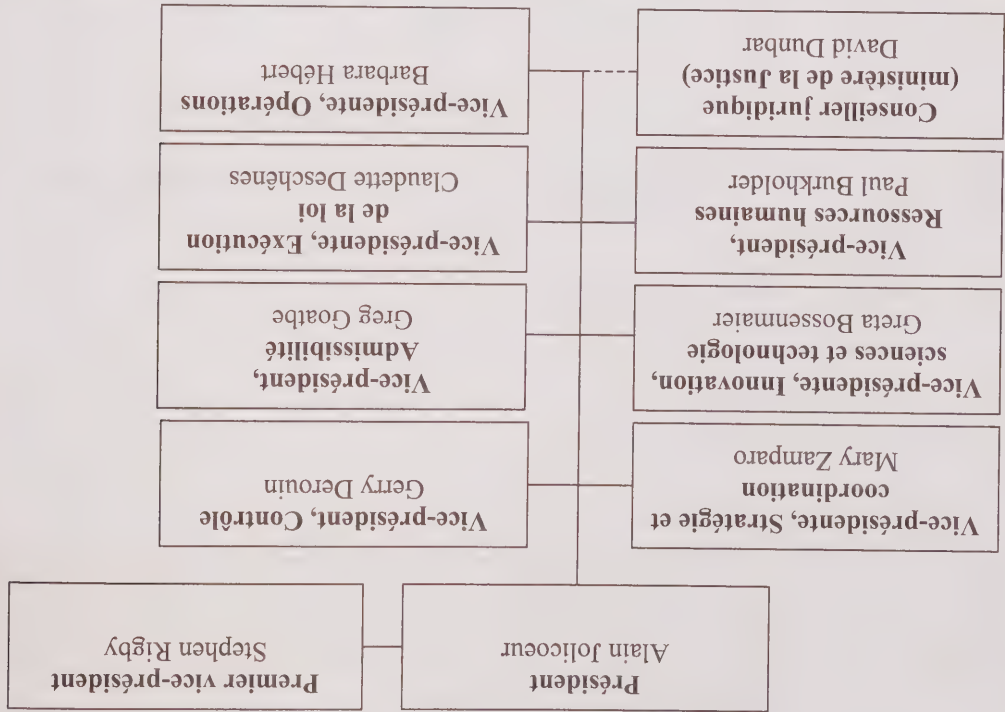 Président
Alain Jolicoeur
Premier vice-président
Stephen Rigby
Vice-présidente, Stratégie et
coordination
Mary Zamparo
Vice-président, Contrôle
Gerry Derouin
Vice-présidente, Innovation,
sciences et technologie
Greta Bossenmaier
Vice-président,
Admissibilité
Greg Goatbe
Vice-président,
Ressources humaines
Paul Burkholder
Vice-présidente, Exécution
de la loi
Claudette Deschênes
Conseiller juridique
(ministère de la Justice)
David Dunbar
Vice-présidente, Opérations
Barbara Hébert